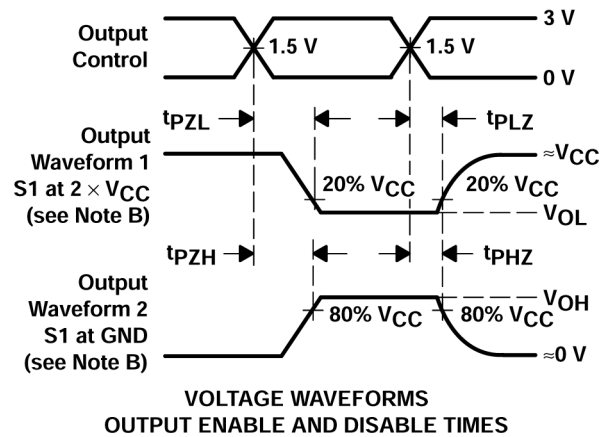 3 V
Output
Control
1.5 V
1.5 V
0 V
tPZL
tPLZ
Output
Waveform 1
S1 at 2 × VCC
(see Note B)
≈VCC
20% VCC
20% VCC
VOL
tPZH
tPHZ
Output
Waveform 2
S1 at GND
(see Note B)
VOH
80% VCC
80% VCC
≈0 V
VOLTAGE WAVEFORMS
OUTPUT ENABLE AND DISABLE TIMES